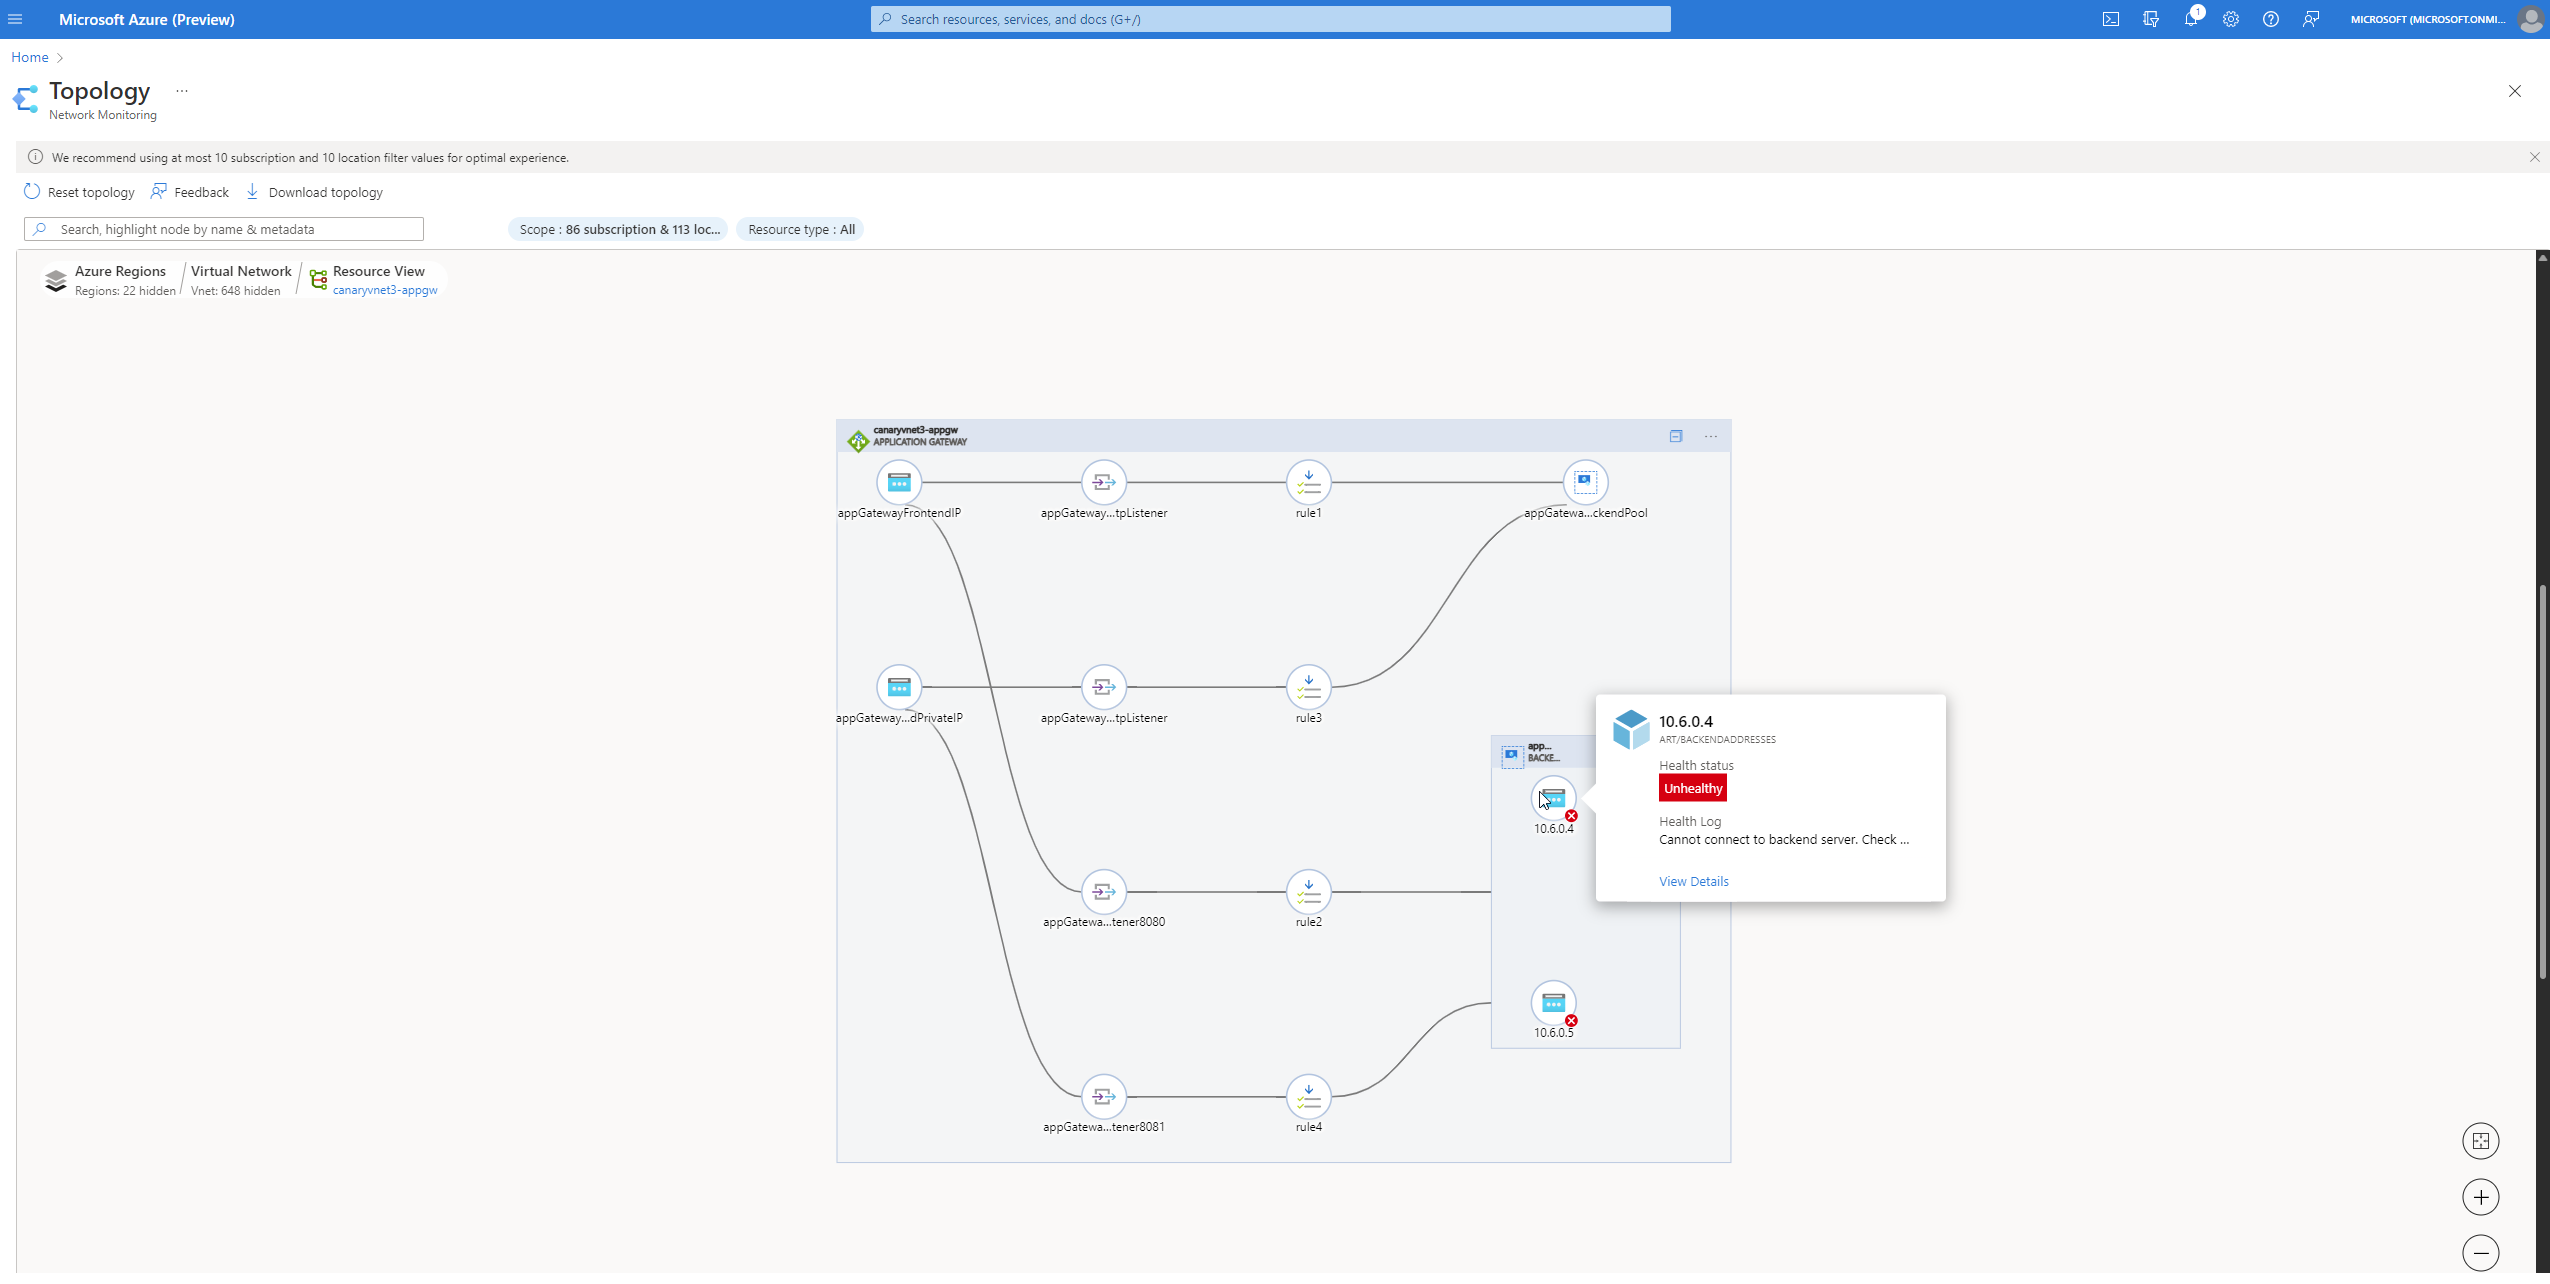 Microsoft Azure (Preview)
Search resources, services, and docs (G+/)
1
MICROSOFT (MICROSOFT.ONMI...
Home
Topology
...
Network Monitoring
We recommend using at most 10 subscription and 10 location filter values for optimal experience.
Reset topology
Feedback
Download topology
Search, highlight node by name & metadata
Scope : 86 subscription & 113 loc...
Resource type : All
Azure Regions
Regions: 22 hidden
Virtual Network
Vnet: 648 hidden
Resource View
canaryvnet3-appgw
canaryvnet3-appgw
APPLICATION GATEWAY
appGatewayFrontendIP
appGateway...tpListener
rule1
appGatewa...ckendPool
appGateway...dPrivateIP
appGateway...tpListener
rule3
app...
BACKE...
10.6.0.4
10.6.0.4
ART/BACKENDADDRESSES
Health status
Unhealthy
Health Log
Cannot connect to backend server. Check ...
View Details
appGatewa...tener8080
rule2
10.6.0.5
appGatewa...tener8081
rule4